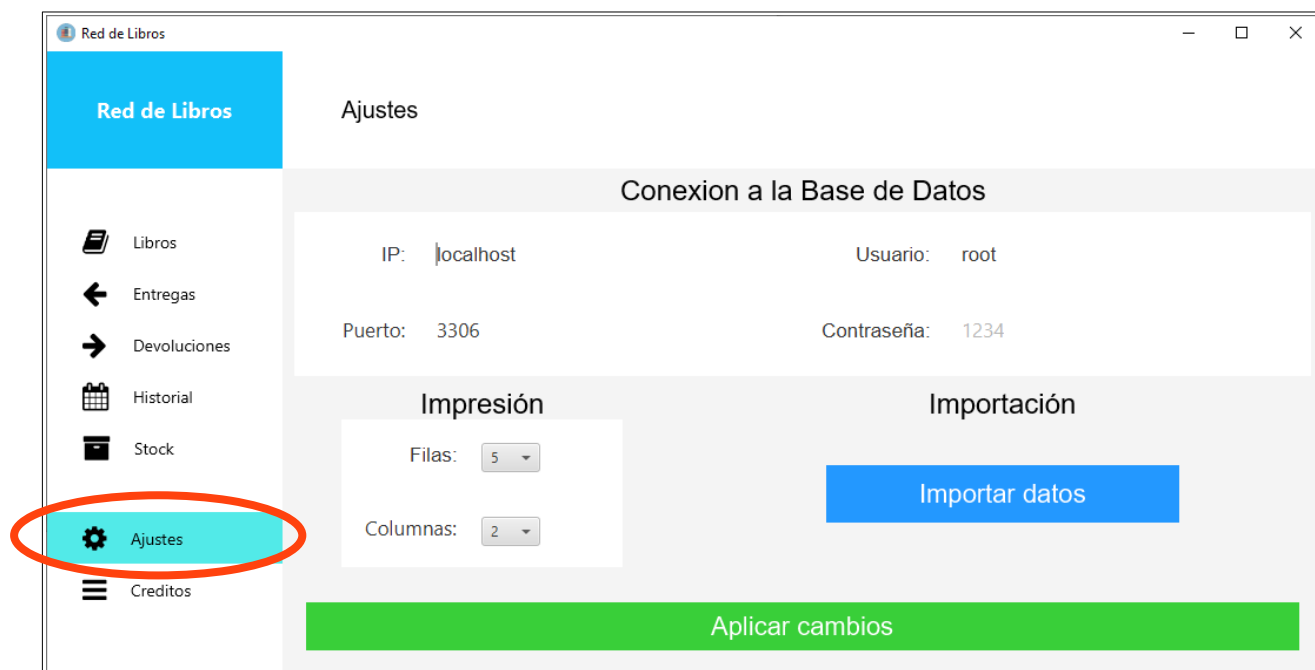 Red de Libros
Red de Libros
Ajustes
Conexion a la Base de Datos
Libros
Entregas
Devoluciones
Historial
Stock
Ajustes
Creditos
IP: localhost
Usuario: root
Puerto: 3306
Contraseña: 1234
Impresión
Filas: 5
Columnas: 2
Importación
Importar datos
Aplicar cambios